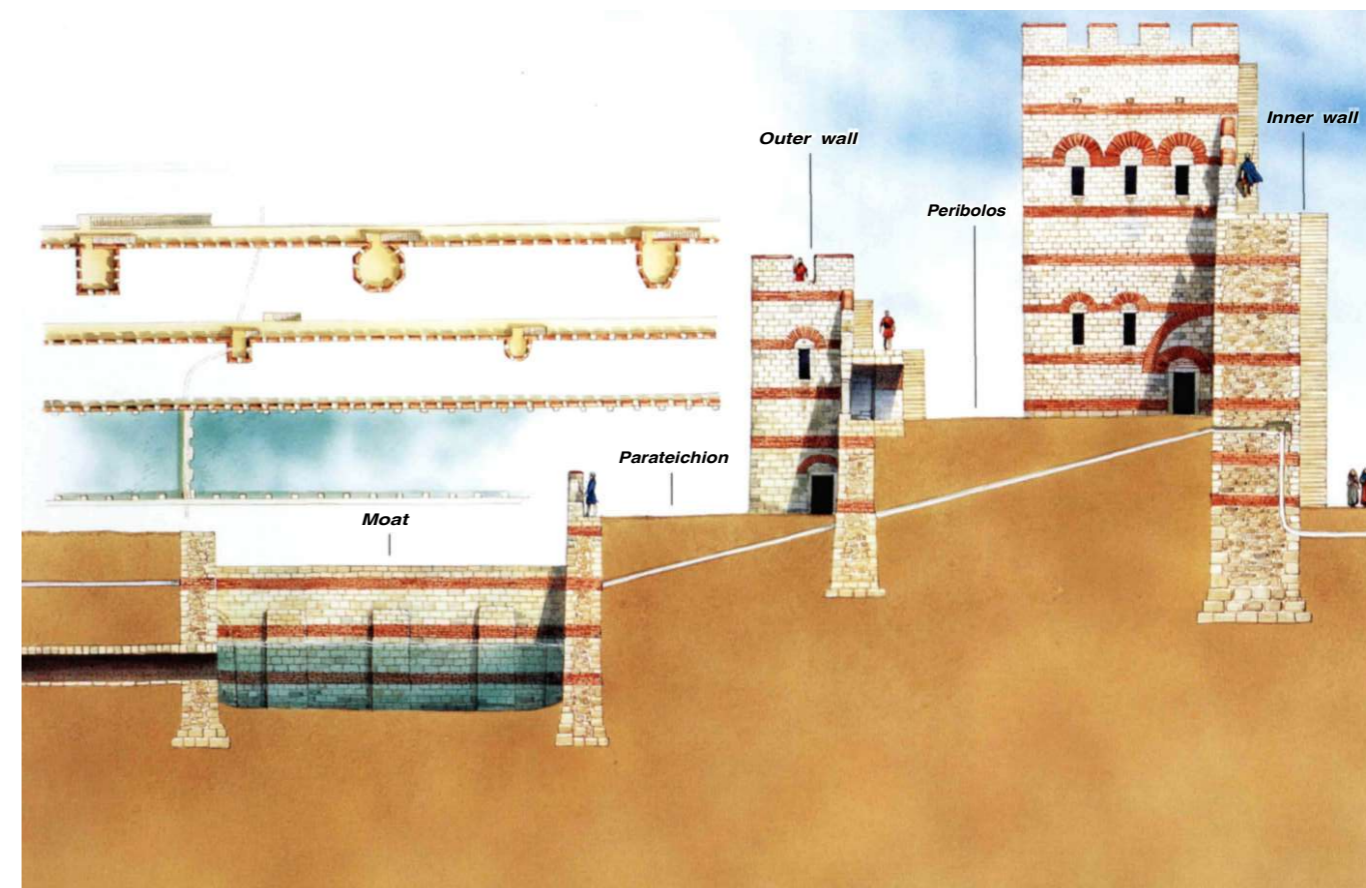 Outer wall
Inner wall
Peribolos
Parateichion
Moat